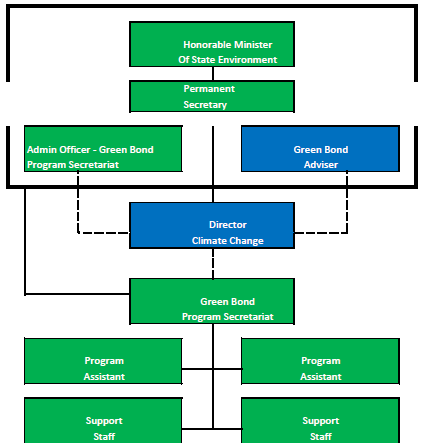 Honorable Minister
Of State Environment
Permanent
Secretary
Admin Officer - Green Bond
Program Secretariat
Green Bond
Adviser
Director
Climate Change
Green Bond
Program Secretariat
Program
Assistant
Program
Assistant
Support
Staff
Support
Staff